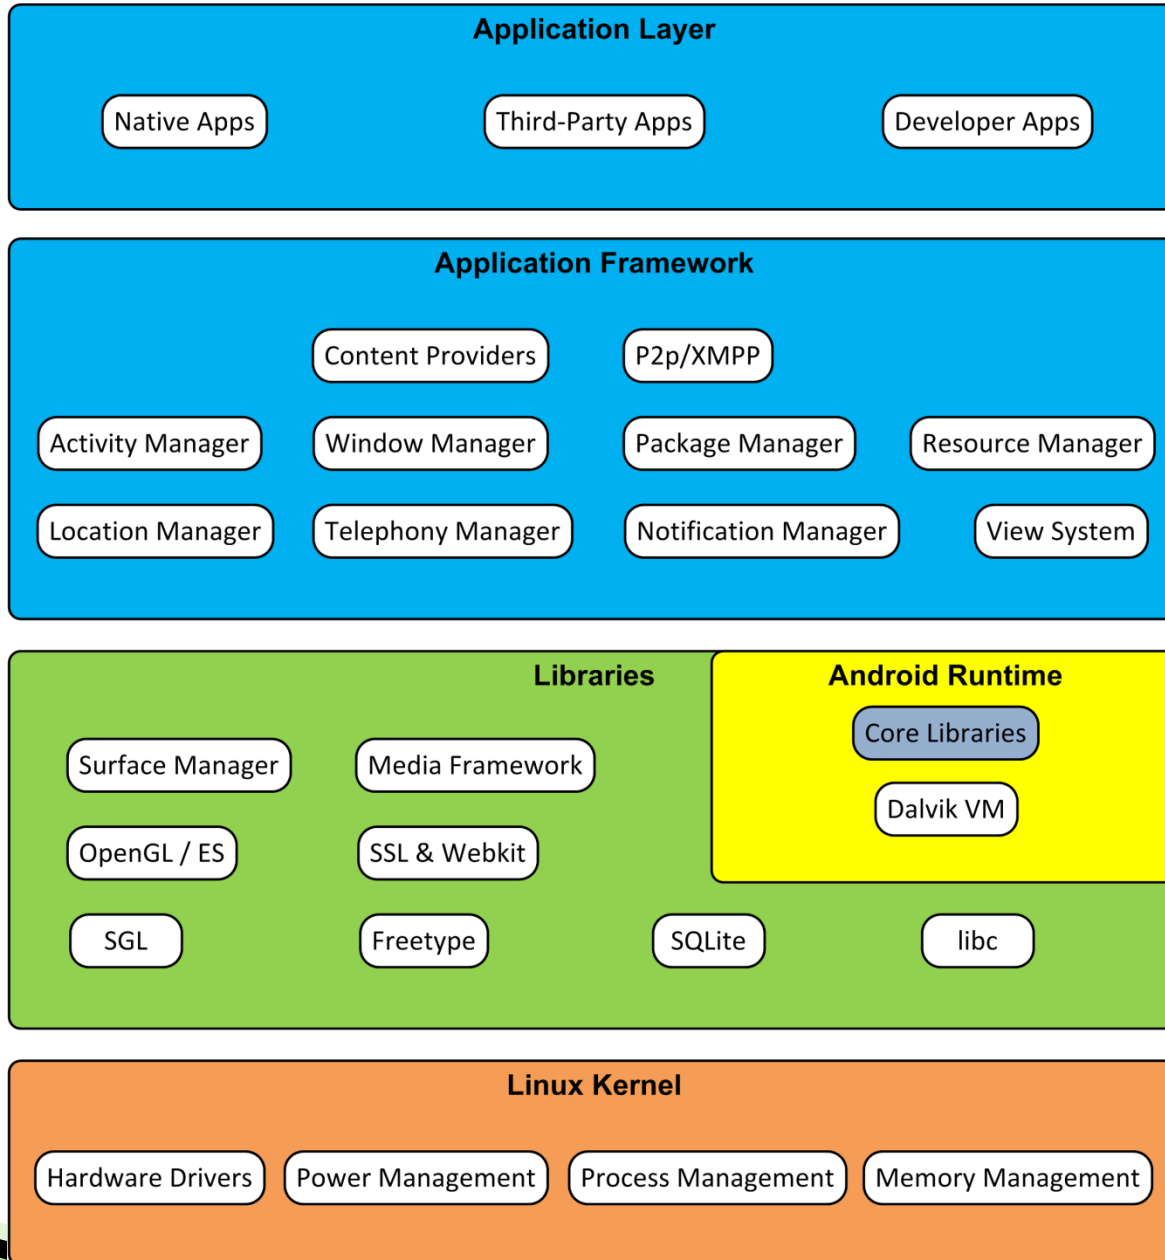 Application Layer
Native Apps Third-Party Apps Developer Apps
Application Framework
Content Providers P2p/XMPP
Activity Manager Window Manager Package Manager Resource Manager
Location Manager Telephony Manager Notification Manager View System
Libraries
Surface Manager Media Framework
OpenGL / ES SSL & Webkit
SGL Freetype SQLite libc
Android Runtime
Core Libraries
Dalvik VM
Linux Kernel
Hardware Drivers Power Management Process Management Memory Management